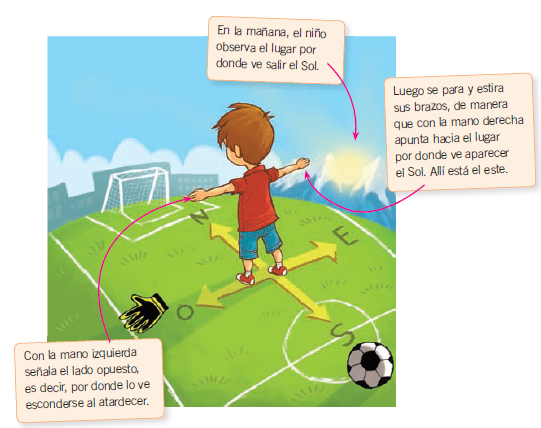 En la mañana, el niño
observa el lugar por
donde ve salir el Sol.
Luego se para y estira
sus brazos, de manera
que con la mano derecha
apunta hacia el lugar
por donde ve aparecer
el Sol. Allí está el este.
N
E
O
S
Con la mano izquierda
señala el lado opuesto,
es decir, por donde lo ve
esconderse al atardecer.